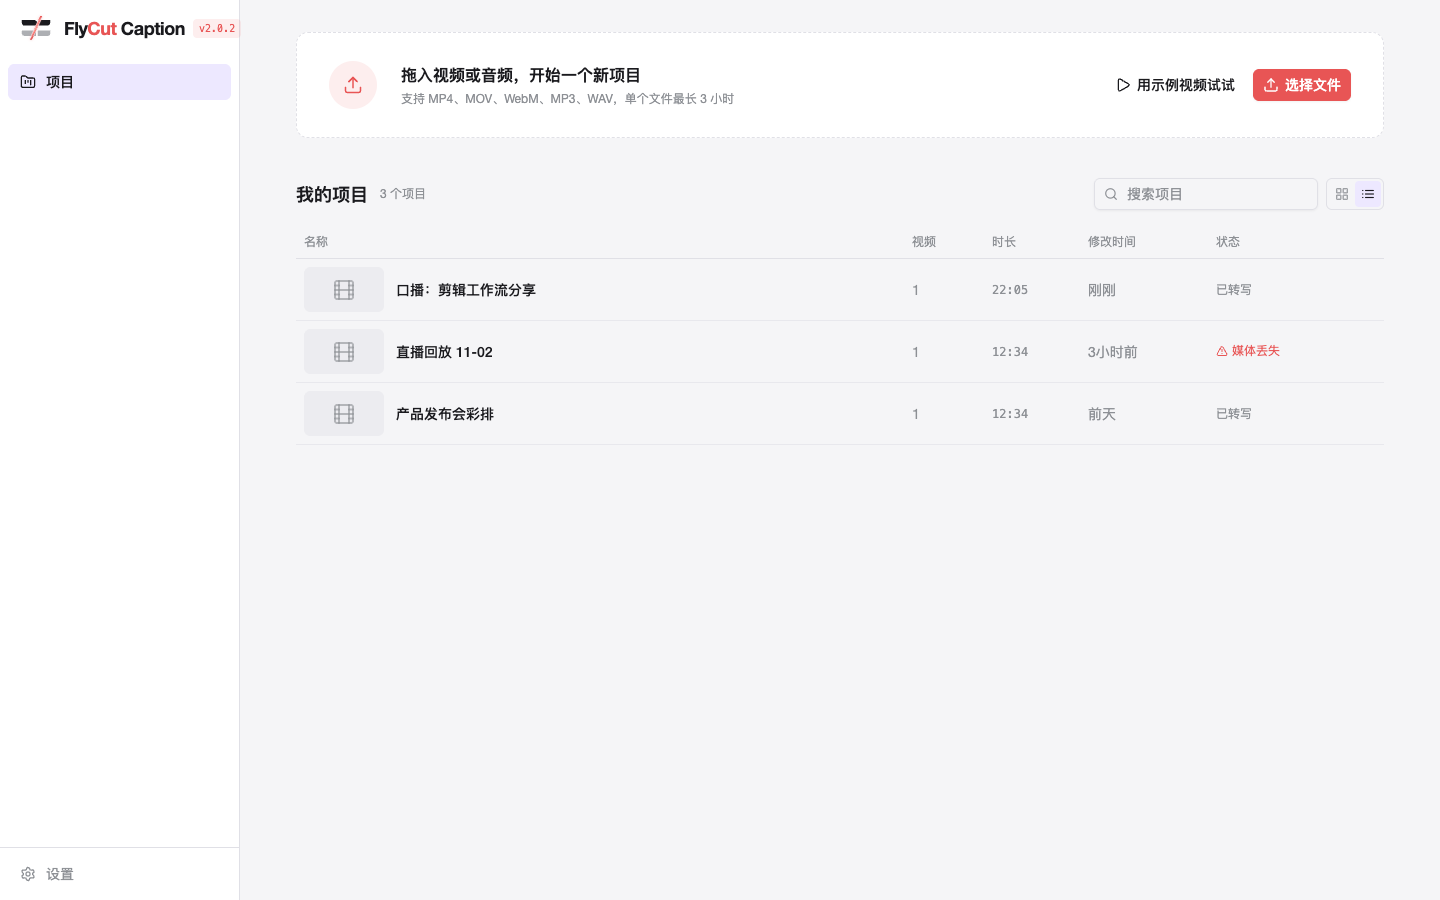 FlyCut Caption v2.0.2
项目
拖入视频或音频，开始一个新项目
支持 MP4、MOV、WebM、MP3、WAV，单个文件最长 3 小时
用示例视频试试
选择文件
我的项目 3 个项目
搜索项目
名称 视频 时长 修改时间 状态
口播：剪辑工作流分享 1 22:05 刚刚 已转写
直播回放 11-02 1 12:34 3小时前 媒体丢失
产品发布会彩排 1 12:34 前天 已转写
设置